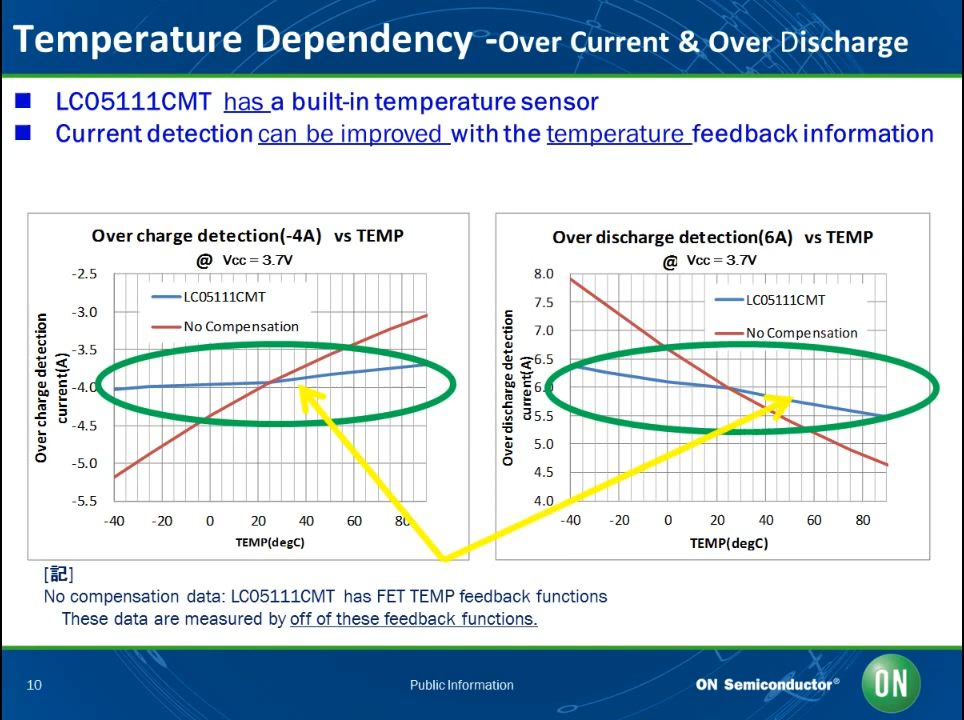 Temperature Dependency -Over Current & Over Discharge
LC05111CMT has a built-in temperature sensor
Current detection can be improved with the temperature feedback information
Over charge detection(-4A) vs TEMP
@ Vcc = 3.7V
-2.5
-3.0
-3.5
-4.0
-4.5
-5.0
-5.5
LC05111CMT
No Compensation
Over charge detection
current(A)
-40 -20 0 20 40 60 80
TEMP(degC)
Over discharge detection(6A) vs TEMP
@ Vcc = 3.7V
8.0
7.5
7.0
6.5
6.0
5.5
5.0
4.5
4.0
LC05111CMT
No Compensation
Over discharge detection
current(A)
-40 -20 0 20 40 60 80
TEMP(degC)
[記]
No compensation data: LC05111CMT has FET TEMP feedback functions
These data are measured by off of these feedback functions.
10
Public Information
ON Semiconductor®
ON